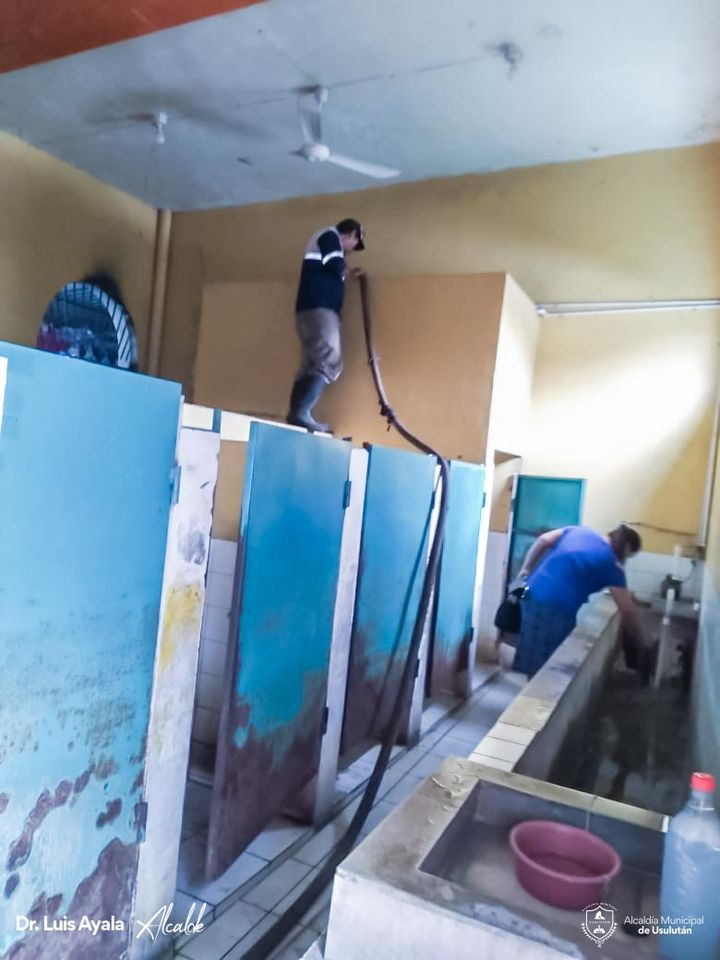 Dr. Luis Ayala Alcalde
Alcaldía Municipal
de Usulután